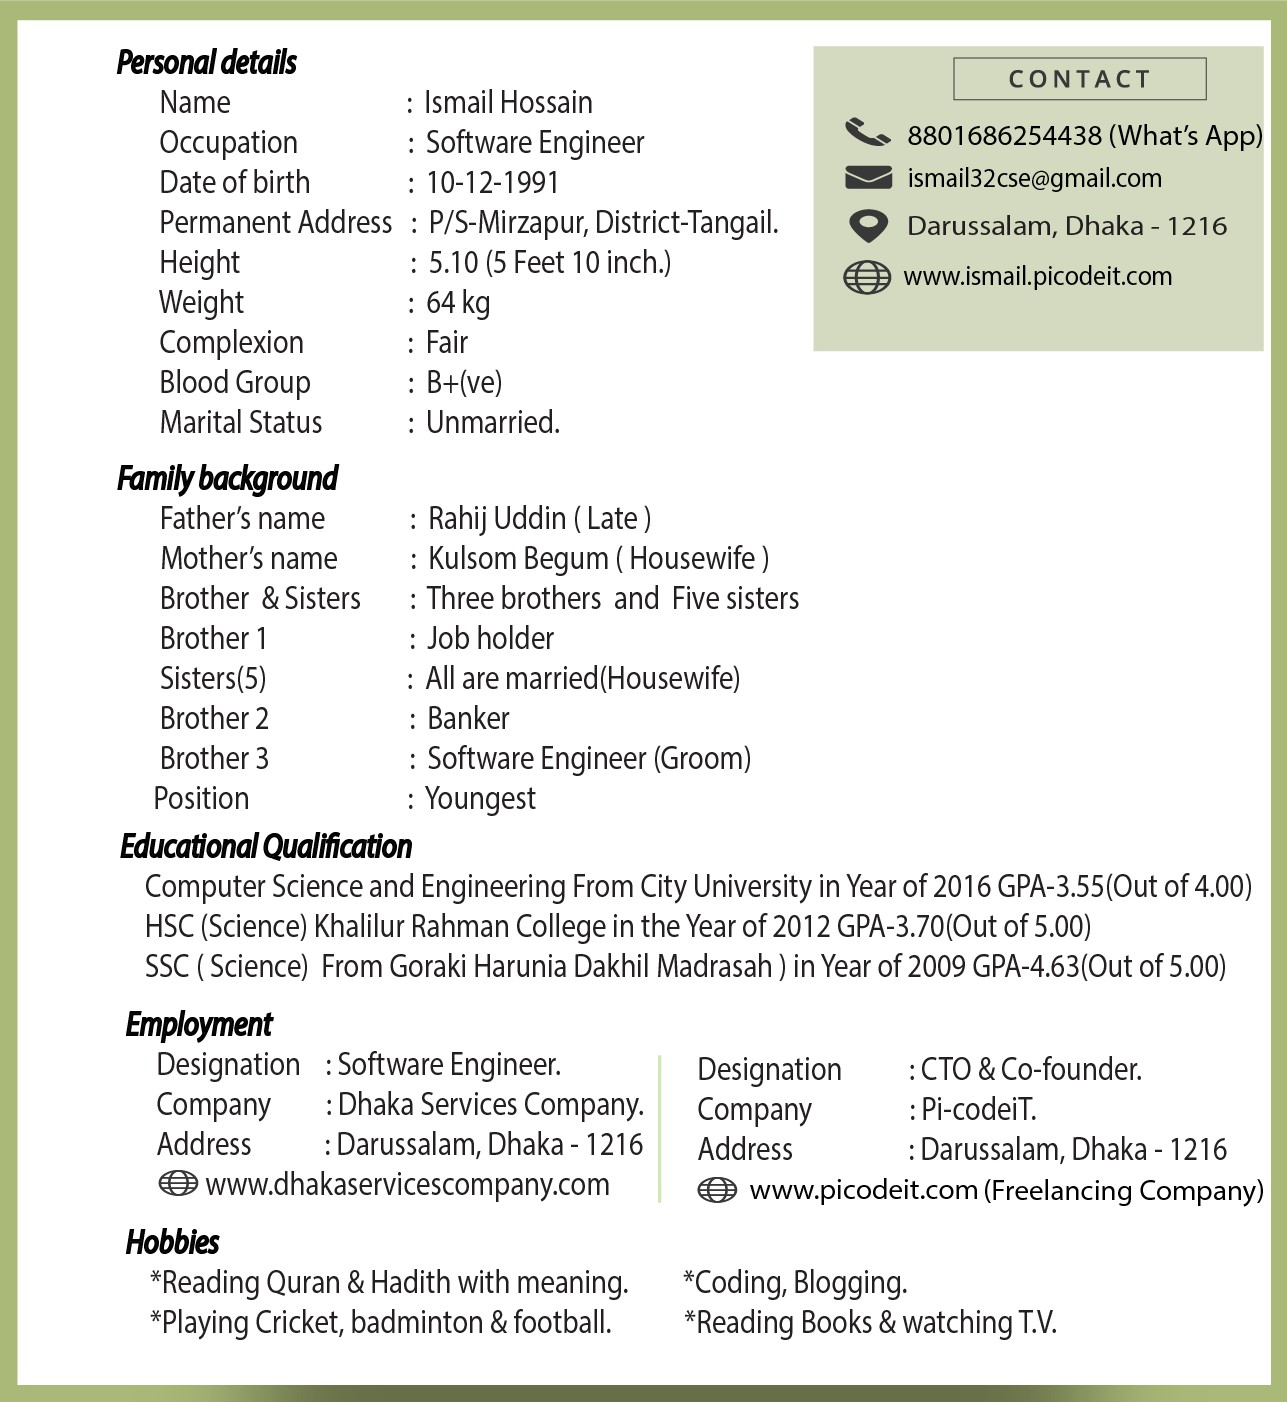 Personal details
Name : Ismail Hossain
Occupation : Software Engineer
Date of birth : 10-12-1991
Permanent Address : P/S-Mirzapur, District-Tangail.
Height : 5.10 (5 Feet 10 inch.)
Weight : 64 kg
Complexion : Fair
Blood Group : B+(ve)
Marital Status : Unmarried.
CONTACT
8801686254438 (What's App)
ismail32cse@gmail.com
Darussalam, Dhaka - 1216
www.ismail.picodeit.com
Family background
Father's name : Rahij Uddin ( Late )
Mother's name : Kulsom Begum ( Housewife )
Brother & Sisters : Three brothers and Five sisters
Brother 1 : Job holder
Sisters(5) : All are married(Housewife)
Brother 2 : Banker
Brother 3 : Software Engineer (Groom)
Position : Youngest
Educational Qualification
Computer Science and Engineering From City University in Year of 2016 GPA-3.55(Out of 4.00)
HSC (Science) Khalilur Rahman College in the Year of 2012 GPA-3.70(Out of 5.00)
SSC ( Science) From Goraki Harunia Dakhil Madrasah ) in Year of 2009 GPA-4.63(Out of 5.00)
Employment
Designation : Software Engineer.
Company : Dhaka Services Company.
Address : Darussalam, Dhaka - 1216
www.dhakaservicescompany.com
Designation : CTO & Co-founder.
Company : Pi-codeiT.
Address : Darussalam, Dhaka - 1216
www.picodeit.com (Freelancing Company)
Hobbies
*Reading Quran & Hadith with meaning. *Coding, Blogging.
*Playing Cricket, badminton & football. *Reading Books & watching T.V.